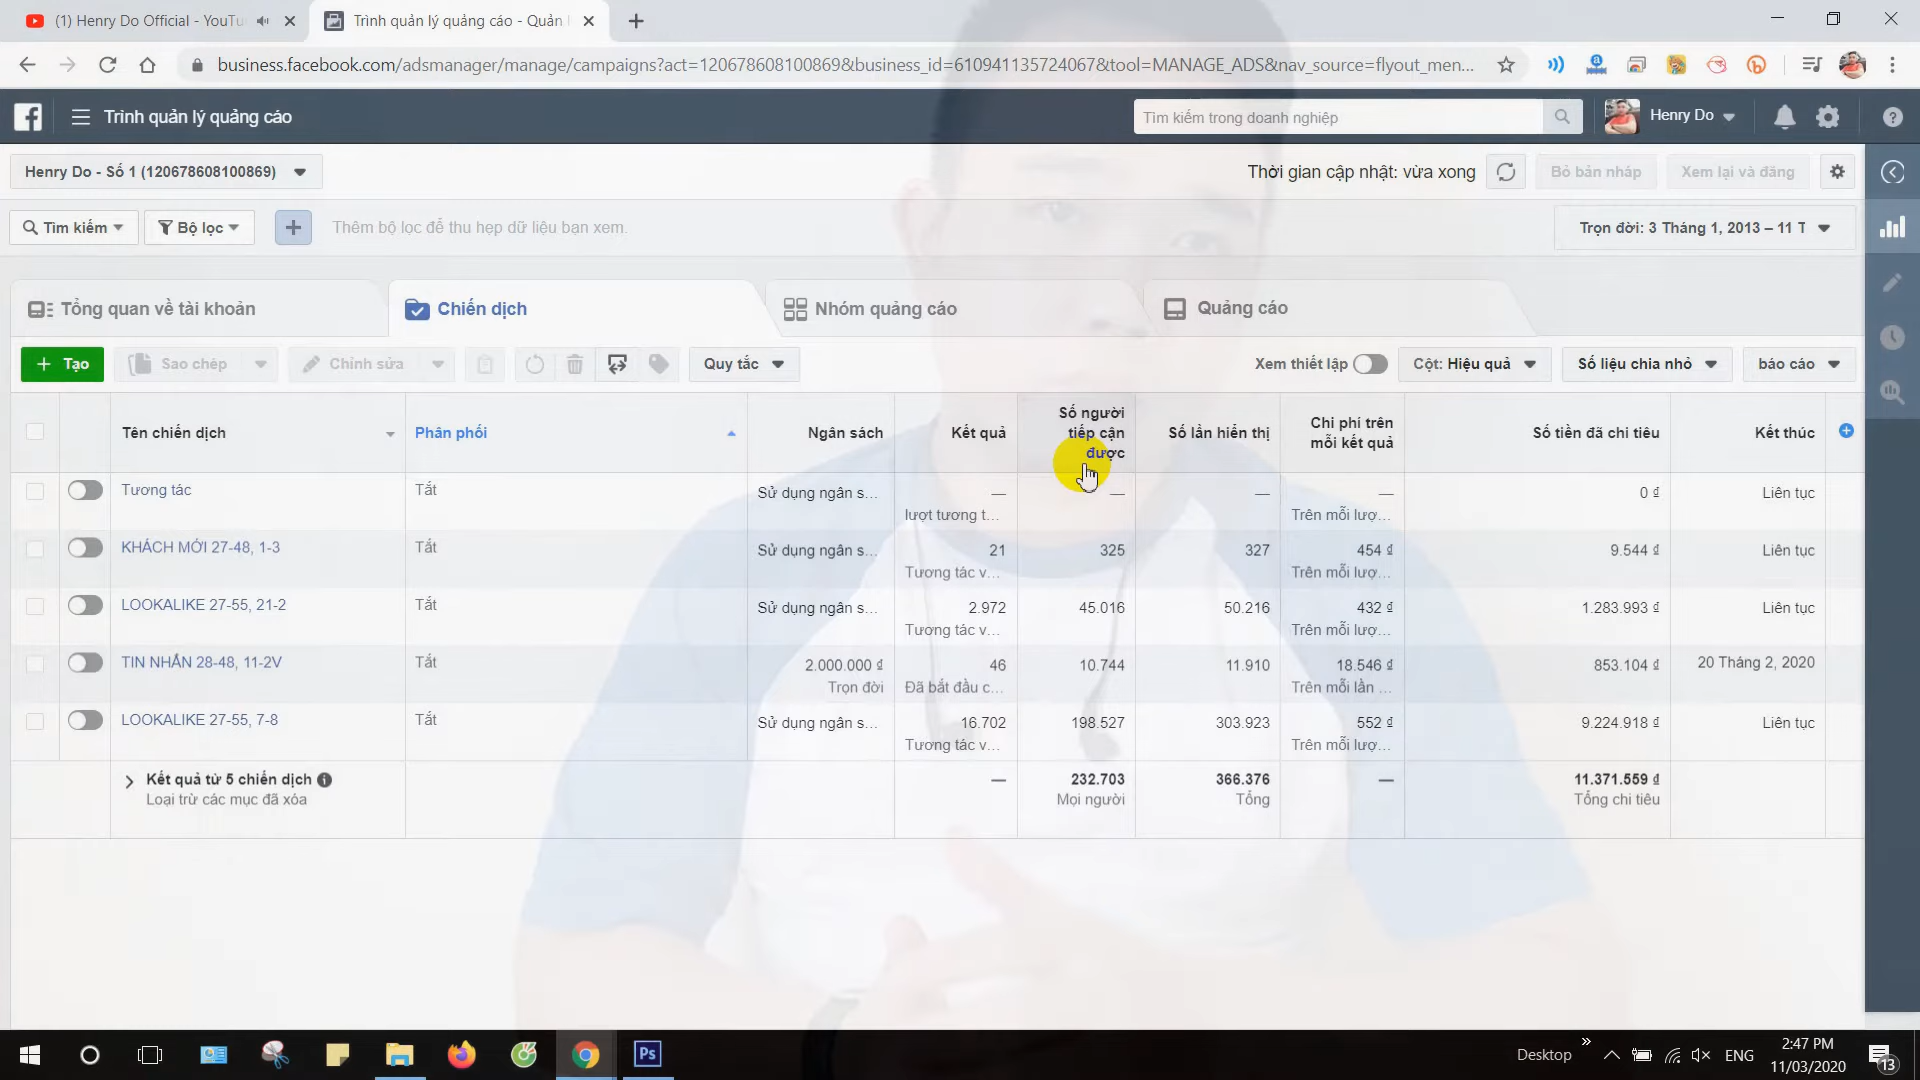 (1) Henry Do Official - YouTu
Trình quản lý quảng cáo - Quản l
business.facebook.com/adsmanager/manage/campaigns?act=120678608100869&business_id=610941135724067&tool=MANAGE_ADS&nav_source=flyout_men...
Trình quản lý quảng cáo
Tìm kiếm trong doanh nghiệp
Henry Do
Henry Do - Số 1 (120678608100869)
Thời gian cập nhật: vừa xong
Bỏ bản nháp
Xem lại và đăng
Tìm kiếm
Bộ lọc
Thêm bộ lọc để thu hẹp dữ liệu bạn xem.
Trọn đời: 3 Tháng 1, 2013 – 11 T
Tổng quan về tài khoản
Chiến dịch
Nhóm quảng cáo
Quảng cáo
+ Tạo
Sao chép
Chỉnh sửa
Quy tắc
Xem thiết lập
Cột: Hiệu quả
Số liệu chia nhỏ
báo cáo
Tên chiến dịch
Phân phối
Ngân sách
Kết quả
Số người
tiếp cận
được
Số lần hiển thị
Chi phí trên
mỗi kết quả
Số tiền đã chi tiêu
Kết thúc
Tương tác
Tắt
Sử dụng ngân s...
—
lượt tương t...
—
—
—
Trên mỗi lượ...
0 ₫
Liên tục
KHÁCH MỚI 27-48, 1-3
Tắt
Sử dụng ngân s...
21
Tương tác v...
325
327
454 ₫
Trên mỗi lượ...
9.544 ₫
Liên tục
LOOKALIKE 27-55, 21-2
Tắt
Sử dụng ngân s...
2.972
Tương tác v...
45.016
50.216
432 ₫
Trên mỗi lượ...
1.283.993 ₫
Liên tục
TIN NHẮN 28-48, 11-2V
Tắt
2.000.000 ₫
Trọn đời
46
Đã bắt đầu c...
10.744
11.910
18.546 ₫
Trên mỗi lần ...
853.104 ₫
20 Tháng 2, 2020
LOOKALIKE 27-55, 7-8
Tắt
Sử dụng ngân s...
16.702
Tương tác v...
198.527
303.923
552 ₫
Trên mỗi lượ...
9.224.918 ₫
Liên tục
Kết quả từ 5 chiến dịch
Loại trừ các mục đã xóa
—
232.703
Mọi người
366.376
Tổng
—
11.371.559 ₫
Tổng chi tiêu
Ps
Desktop
ENG
2:47 PM
11/03/2020
13